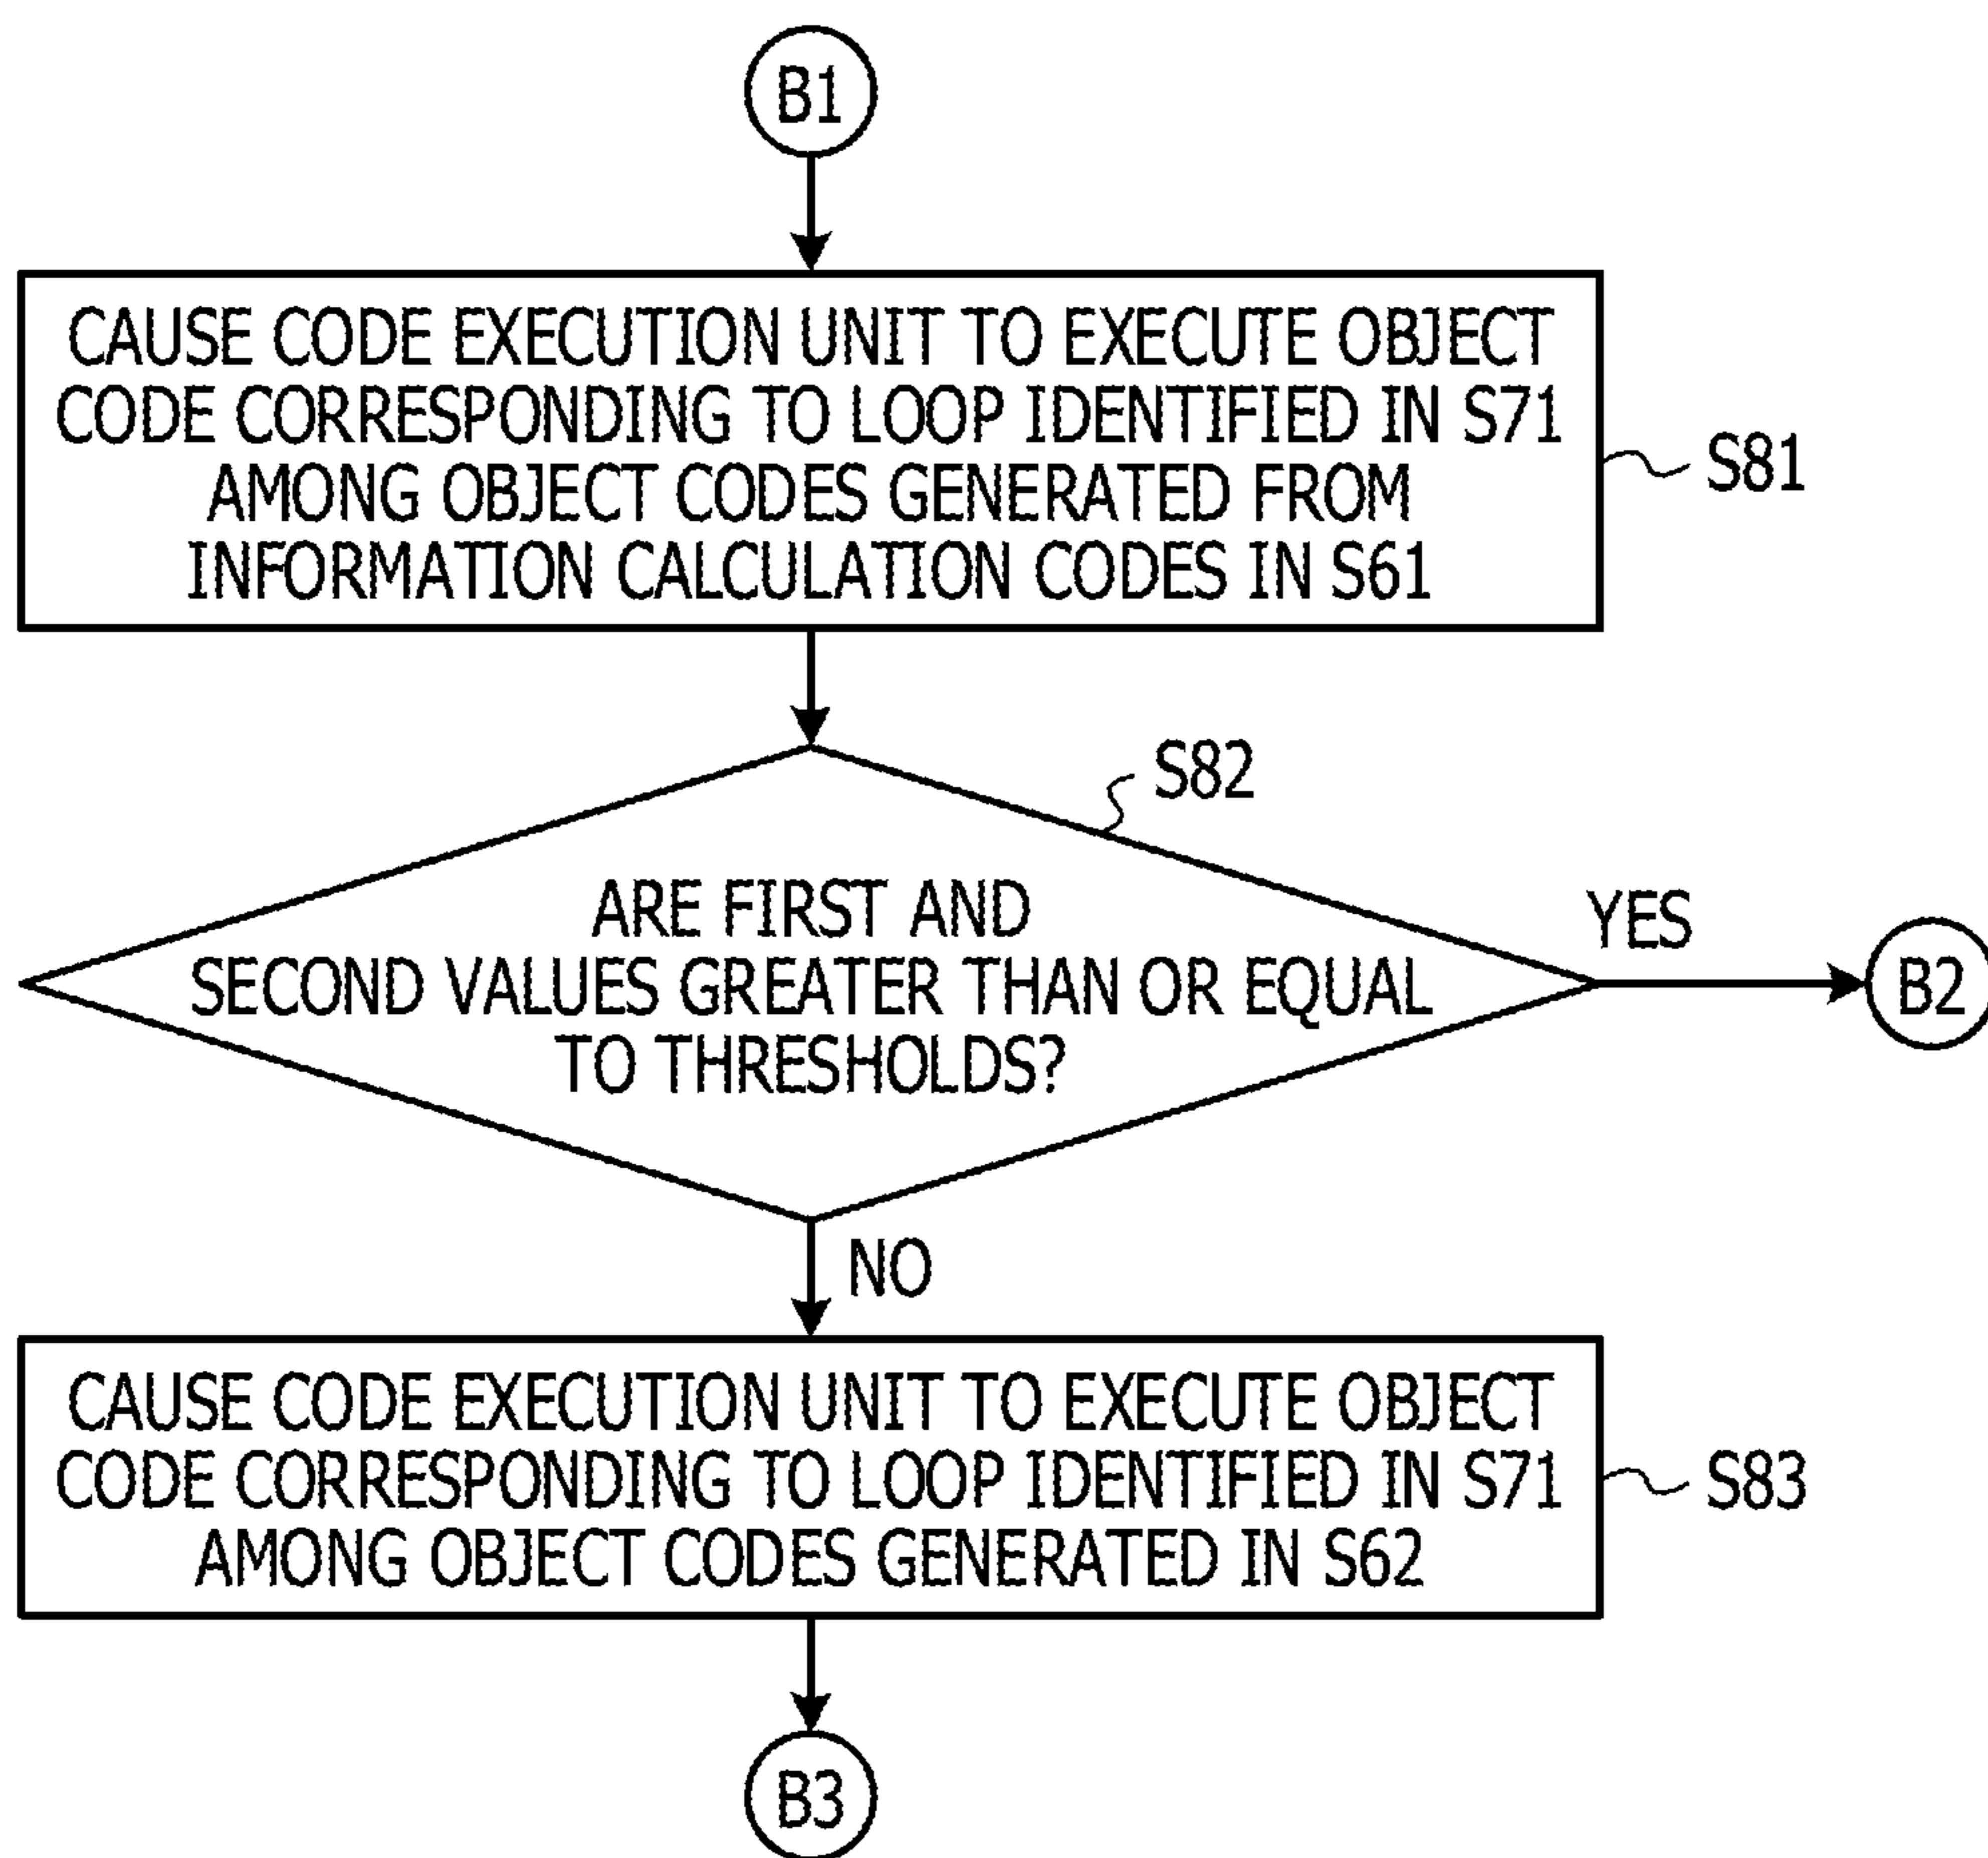 B1
CAUSE CODE EXECUTION UNIT TO EXECUTE OBJECT
CODE CORRESPONDING TO LOOP IDENTIFIED IN S71
AMONG OBJECT CODES GENERATED FROM
INFORMATION CALCULATION CODES IN S61
S81
S82
ARE FIRST AND
SECOND VALUES GREATER THAN OR EQUAL
TO THRESHOLDS?
YES
B2
NO
CAUSE CODE EXECUTION UNIT TO EXECUTE OBJECT
CODE CORRESPONDING TO LOOP IDENTIFIED IN S71
AMONG OBJECT CODES GENERATED IN S62
S83
B3